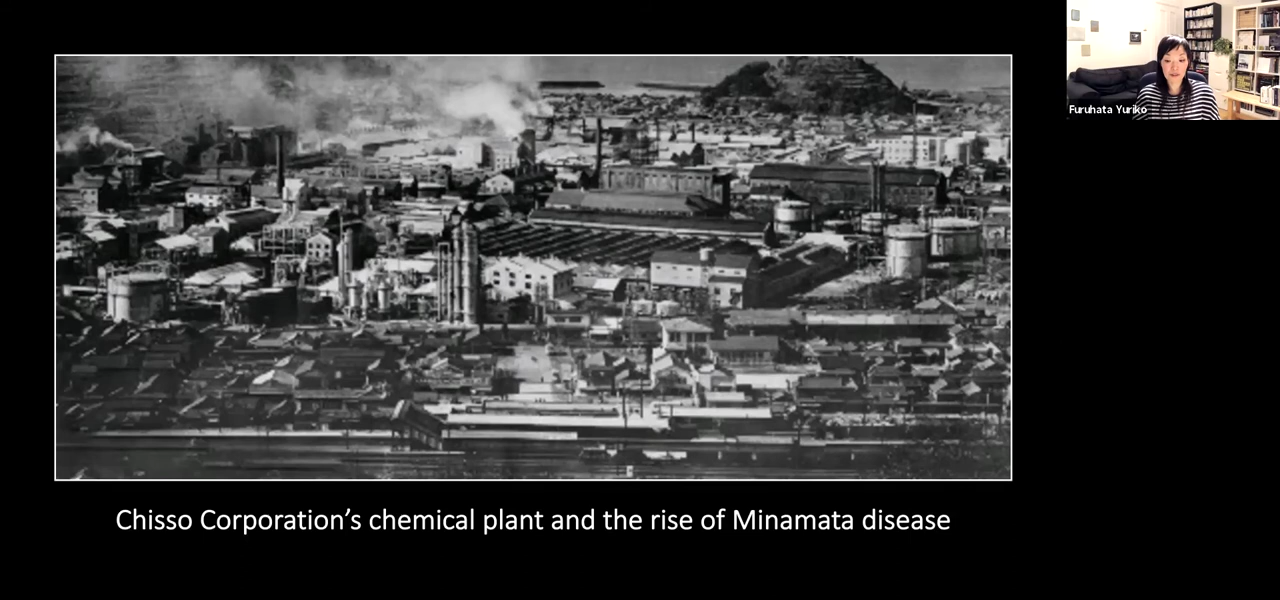 Furuhata Yuriko
Chisso Corporation’s chemical plant and the rise of Minamata disease